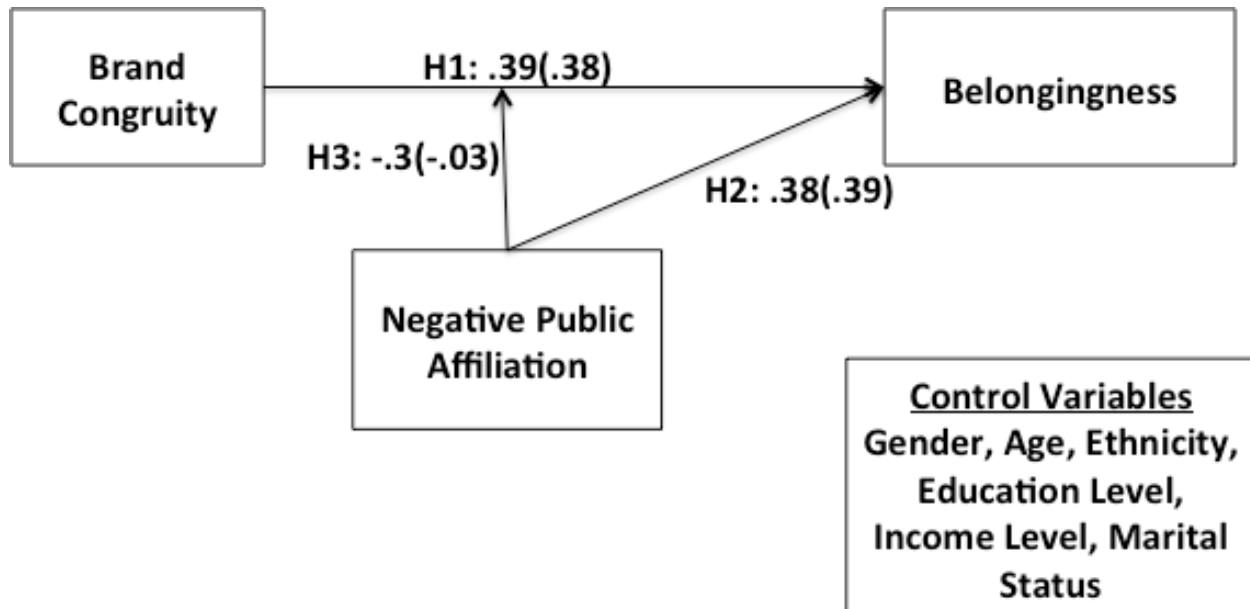 Brand
Congruity
H1: .39(.38)
Belongingness
H3: -.3(-.03)
H2: .38(.39)
Negative Public
Affiliation
Control Variables
Gender, Age, Ethnicity,
Education Level,
Income Level, Marital
Status